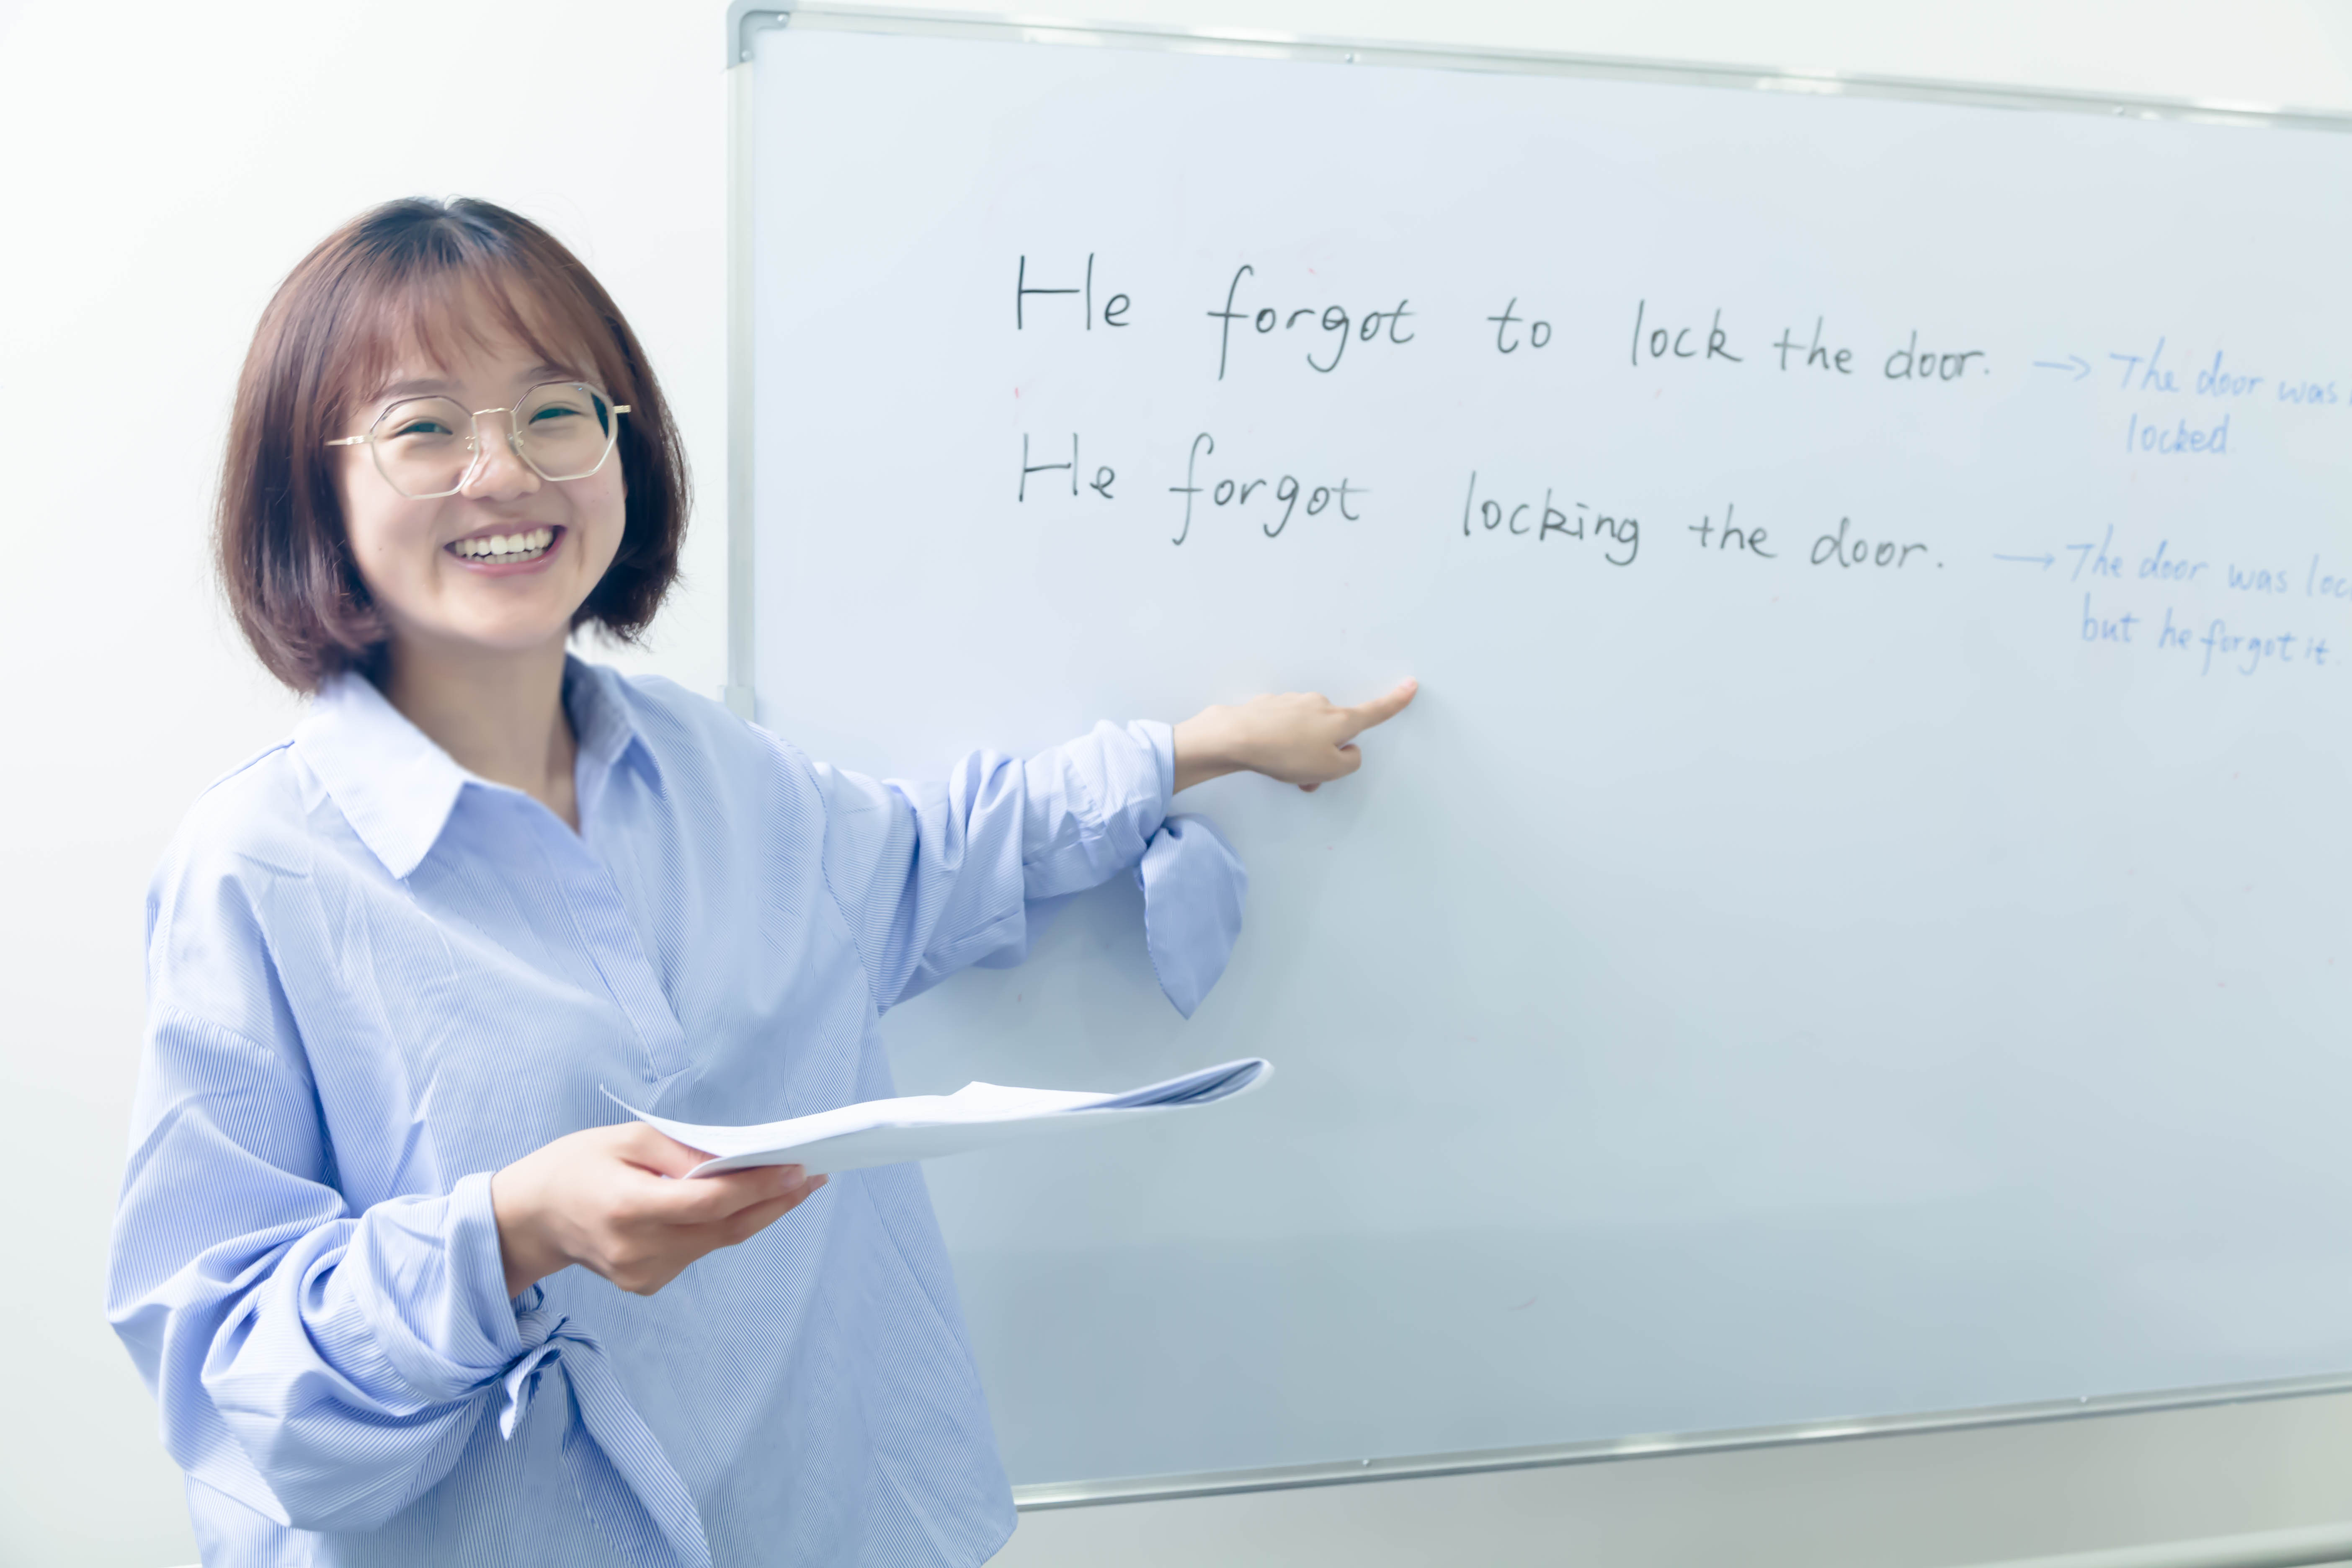 He forgot to lock the door. → The door was
locked
He forgot locking the door. → The door was
but he forgot it.